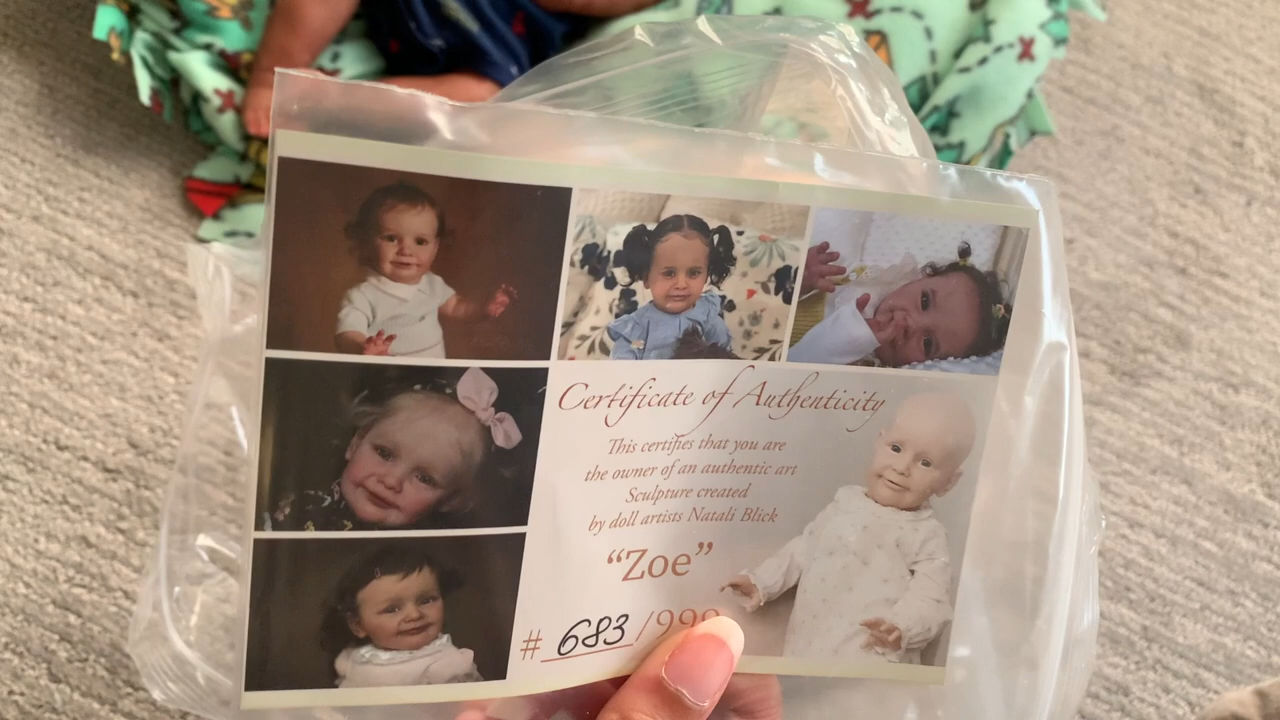 Certificate of Authenticity
This certifies that you are
the owner of an authentic art
Sculpture created
by doll artists Natali Blick
“Zoe”
# 683 /999